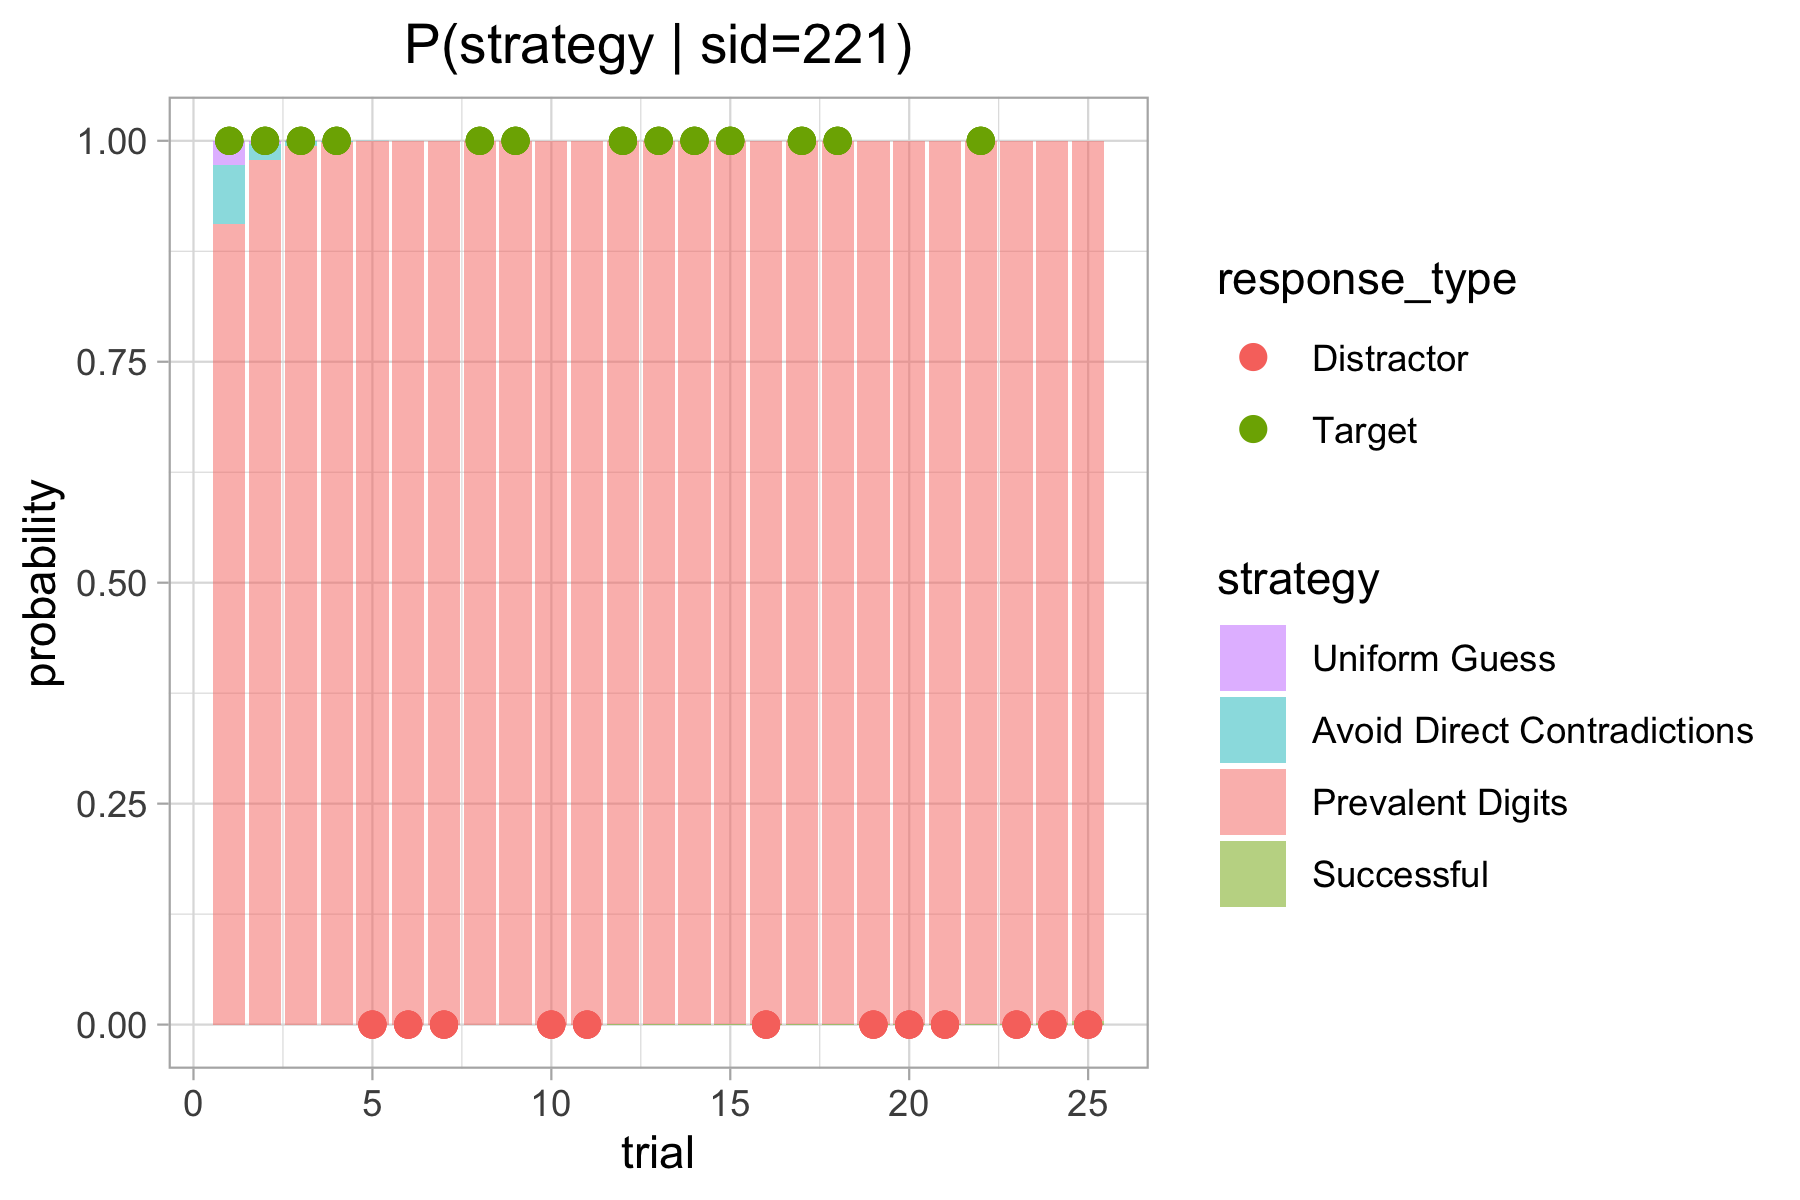 P(strategy | sid=221)
1.00
0.75
0.50
0.25
0.00
probability
0 5 10 15 20 25
trial
response_type
Distractor
Target
strategy
Uniform Guess
Avoid Direct Contradictions
Prevalent Digits
Successful